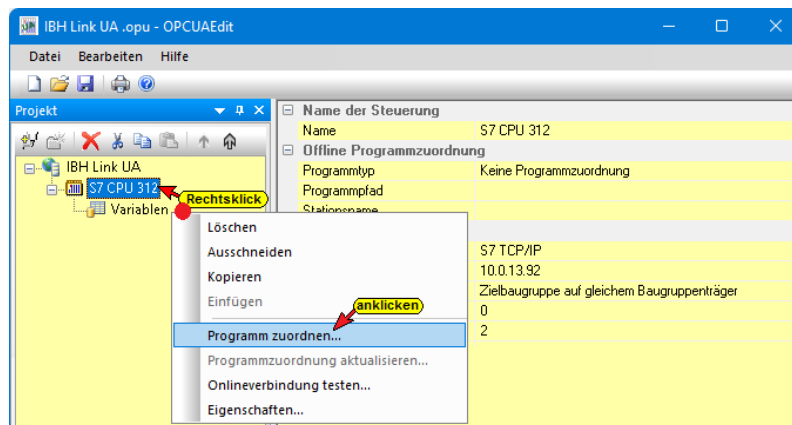 IBH Link UA .opu - OPCUAEdit
Datei Bearbeiten Hilfe
Projekt
Name der Steuerung
Name S7 CPU 312
Offline Programmzuordnung
IBH Link UA
Programmtyp Keine Programmzuordnung
S7 CPU 312
Rechtsklick
Programmpfad
Variablen
Stationsname
Löschen
Ausschneiden
S7 TCP/IP
Kopieren
10.0.13.92
Zielbaugruppe auf gleichem Baugruppenträger
Einfügen
anklicken
0
Programm zuordnen...
2
Programmzuordnung aktualisieren...
Onlineverbindung testen...
Eigenschaften...